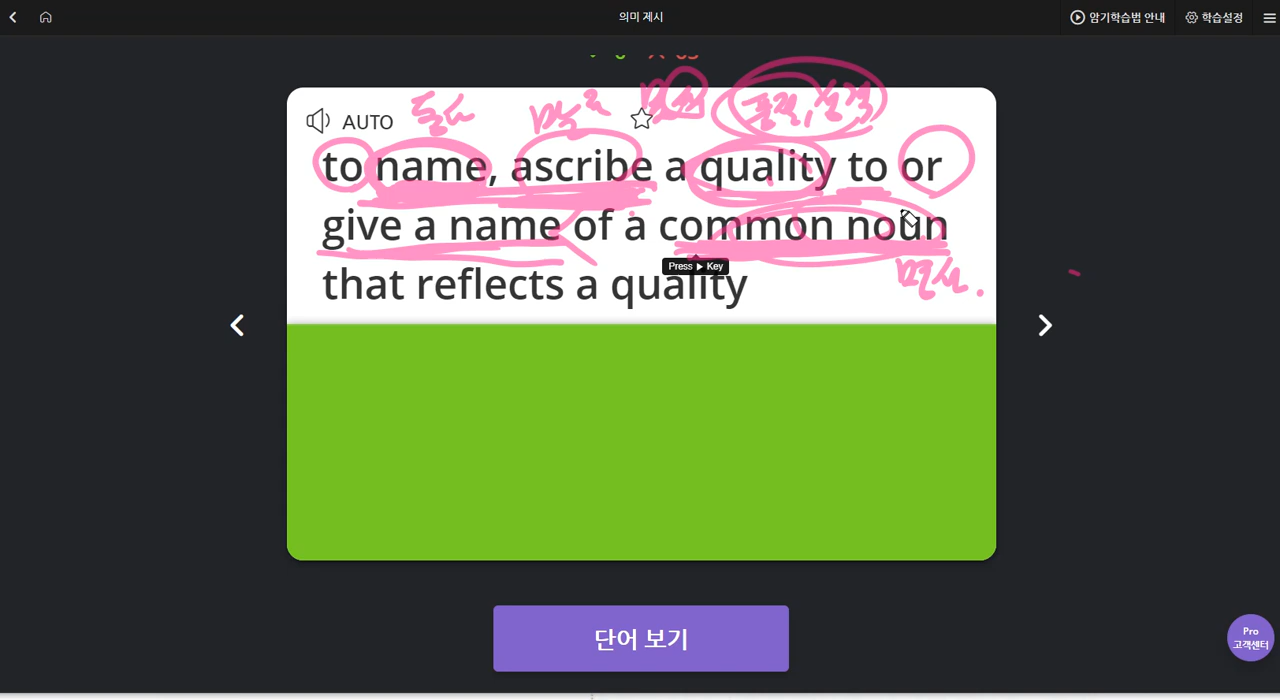 의미 제시
암기학습법 안내
학습설정
AUTO
to name, ascribe a quality to or
give a name of a common noun
that reflects a quality
Press ▶ Key
단어 보기
Pro
고객센터